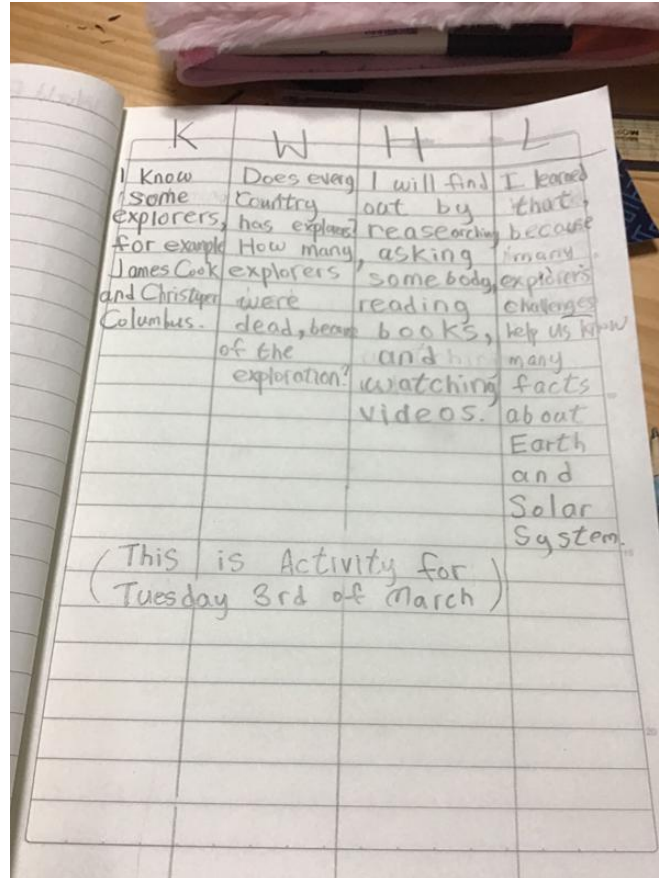 K
I Know
some
explorers,
for example
James Cook
and Christyper
Columbus.
W
Does every
country
has explorers?
How many
explorers
were
dead, becaus
of the
exploration?
H
I will find
out by
reasearching
, asking
somebody,
reading
books,
and
watching
videos.
L
I learned
that,
because
many
explorer's
challenges
help us know
many
facts
about
Earth
and
Solar
System.
(This is Activity for
Tuesday 3rd of March)